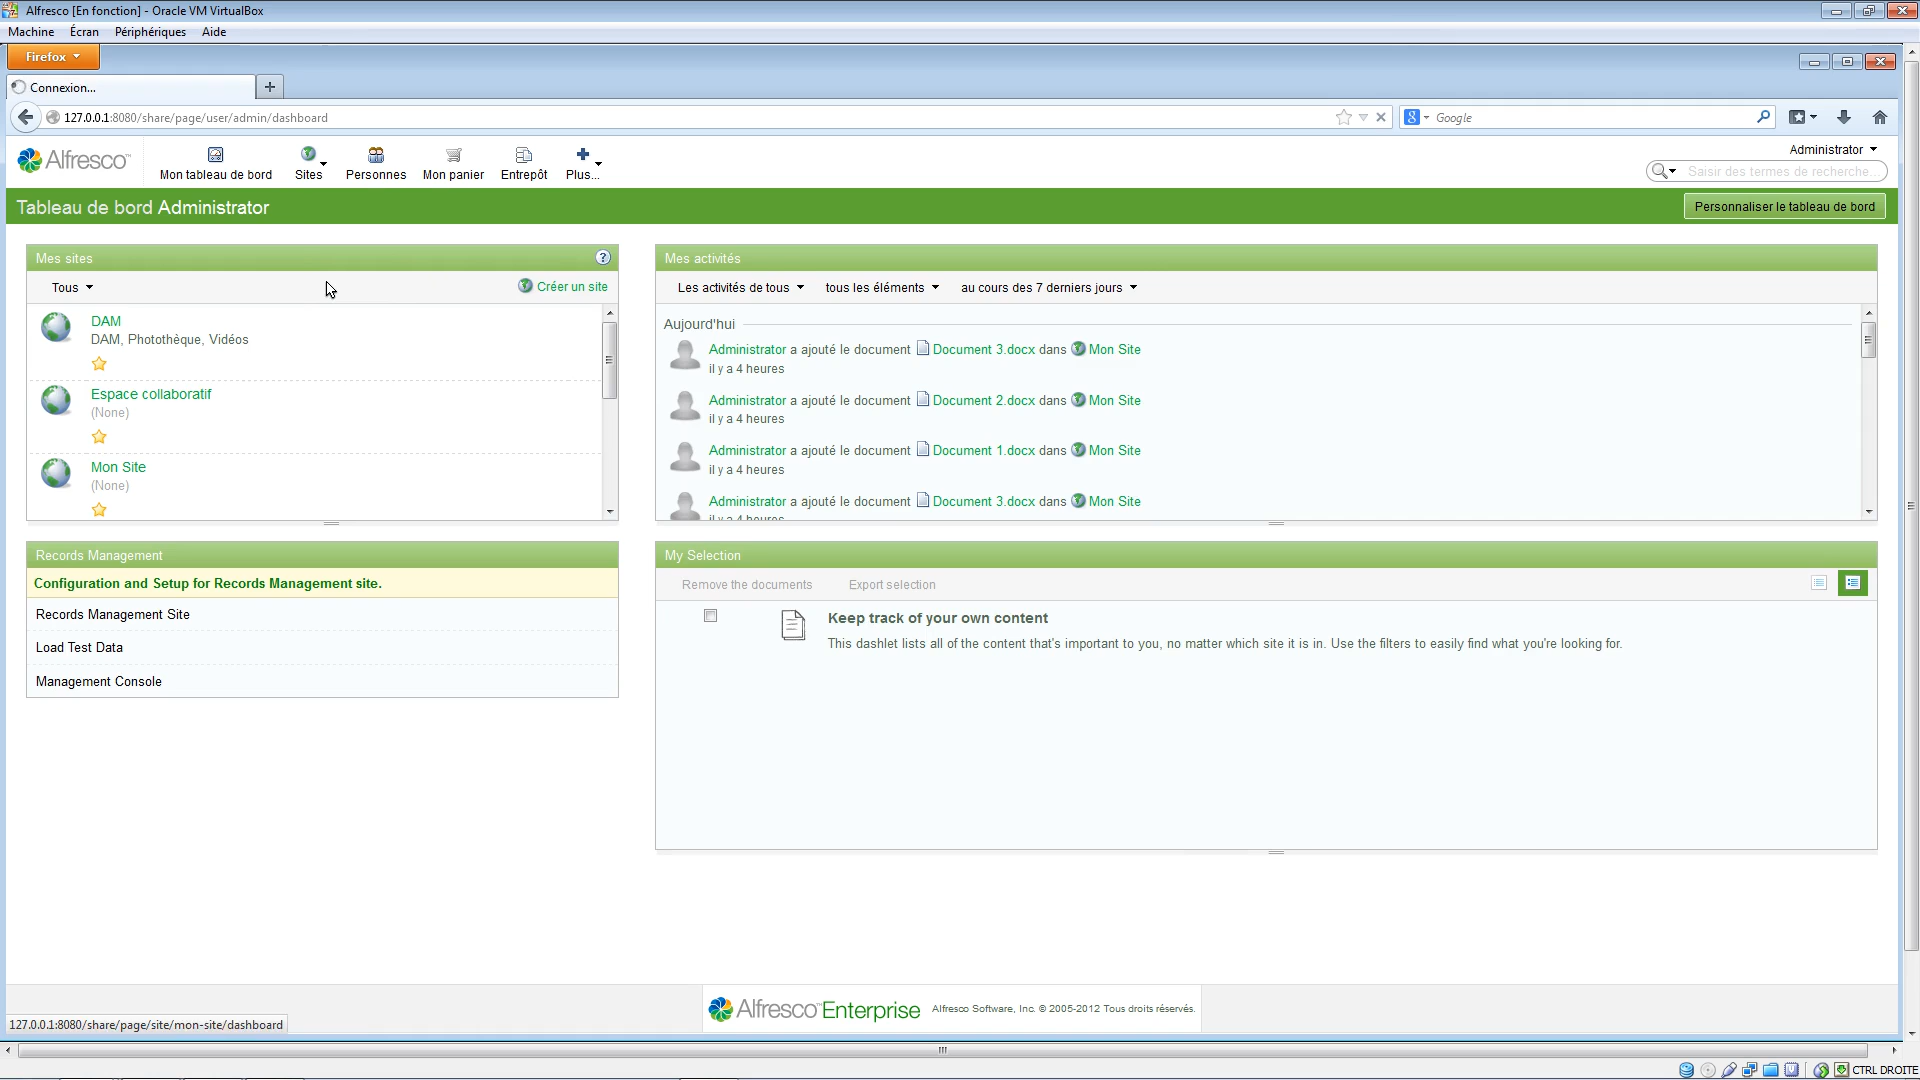 Alfresco [En fonction] - Oracle VM VirtualBox
Machine Écran Périphériques Aide
Firefox
Connexion...
127.0.0.1:8080/share/page/user/admin/dashboard
Google
Alfresco
Mon tableau de bord Sites Personnes Mon panier Entrepôt Plus...
Administrator
Saisir des termes de recherche...
Tableau de bord Administrator
Personnaliser le tableau de bord
Mes sites
Tous
Créer un site
DAM
DAM, Photothèque, Vidéos
Espace collaboratif
(None)
Mon Site
(None)
Mes activités
Les activités de tous tous les éléments au cours des 7 derniers jours
Aujourd'hui
Administrator a ajouté le document Document 3.docx dans Mon Site
il y a 4 heures
Administrator a ajouté le document Document 2.docx dans Mon Site
il y a 4 heures
Administrator a ajouté le document Document 1.docx dans Mon Site
il y a 4 heures
Administrator a ajouté le document Document 3.docx dans Mon Site
il y a 4 heures
Records Management
Configuration and Setup for Records Management site.
Records Management Site
Load Test Data
Management Console
My Selection
Remove the documents Export selection
Keep track of your own content
This dashlet lists all of the content that's important to you, no matter which site it is in. Use the filters to easily find what you're looking for.
Alfresco Enterprise Alfresco Software, Inc. © 2005-2012 Tous droits réservés.
127.0.0.1:8080/share/page/site/mon-site/dashboard
CTRL DROITE